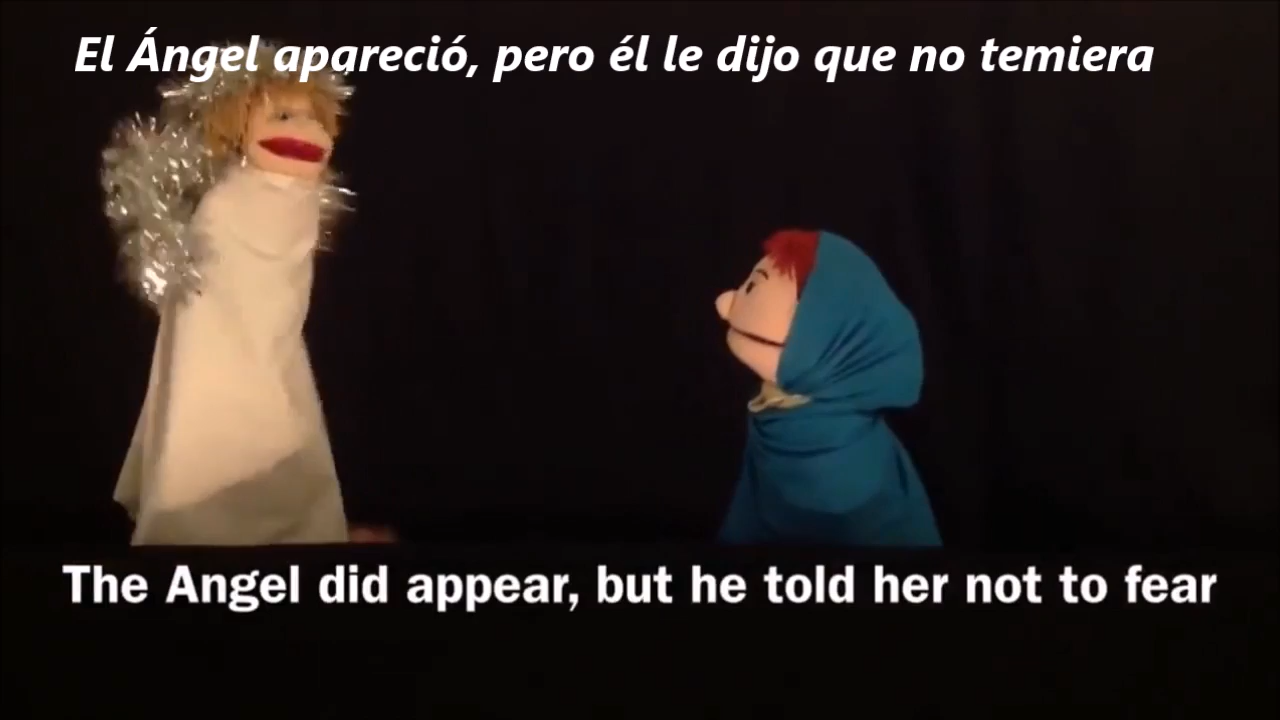 El Ángel apareció, pero él le dijo que no temiera
The Angel did appear, but he told her not to fear